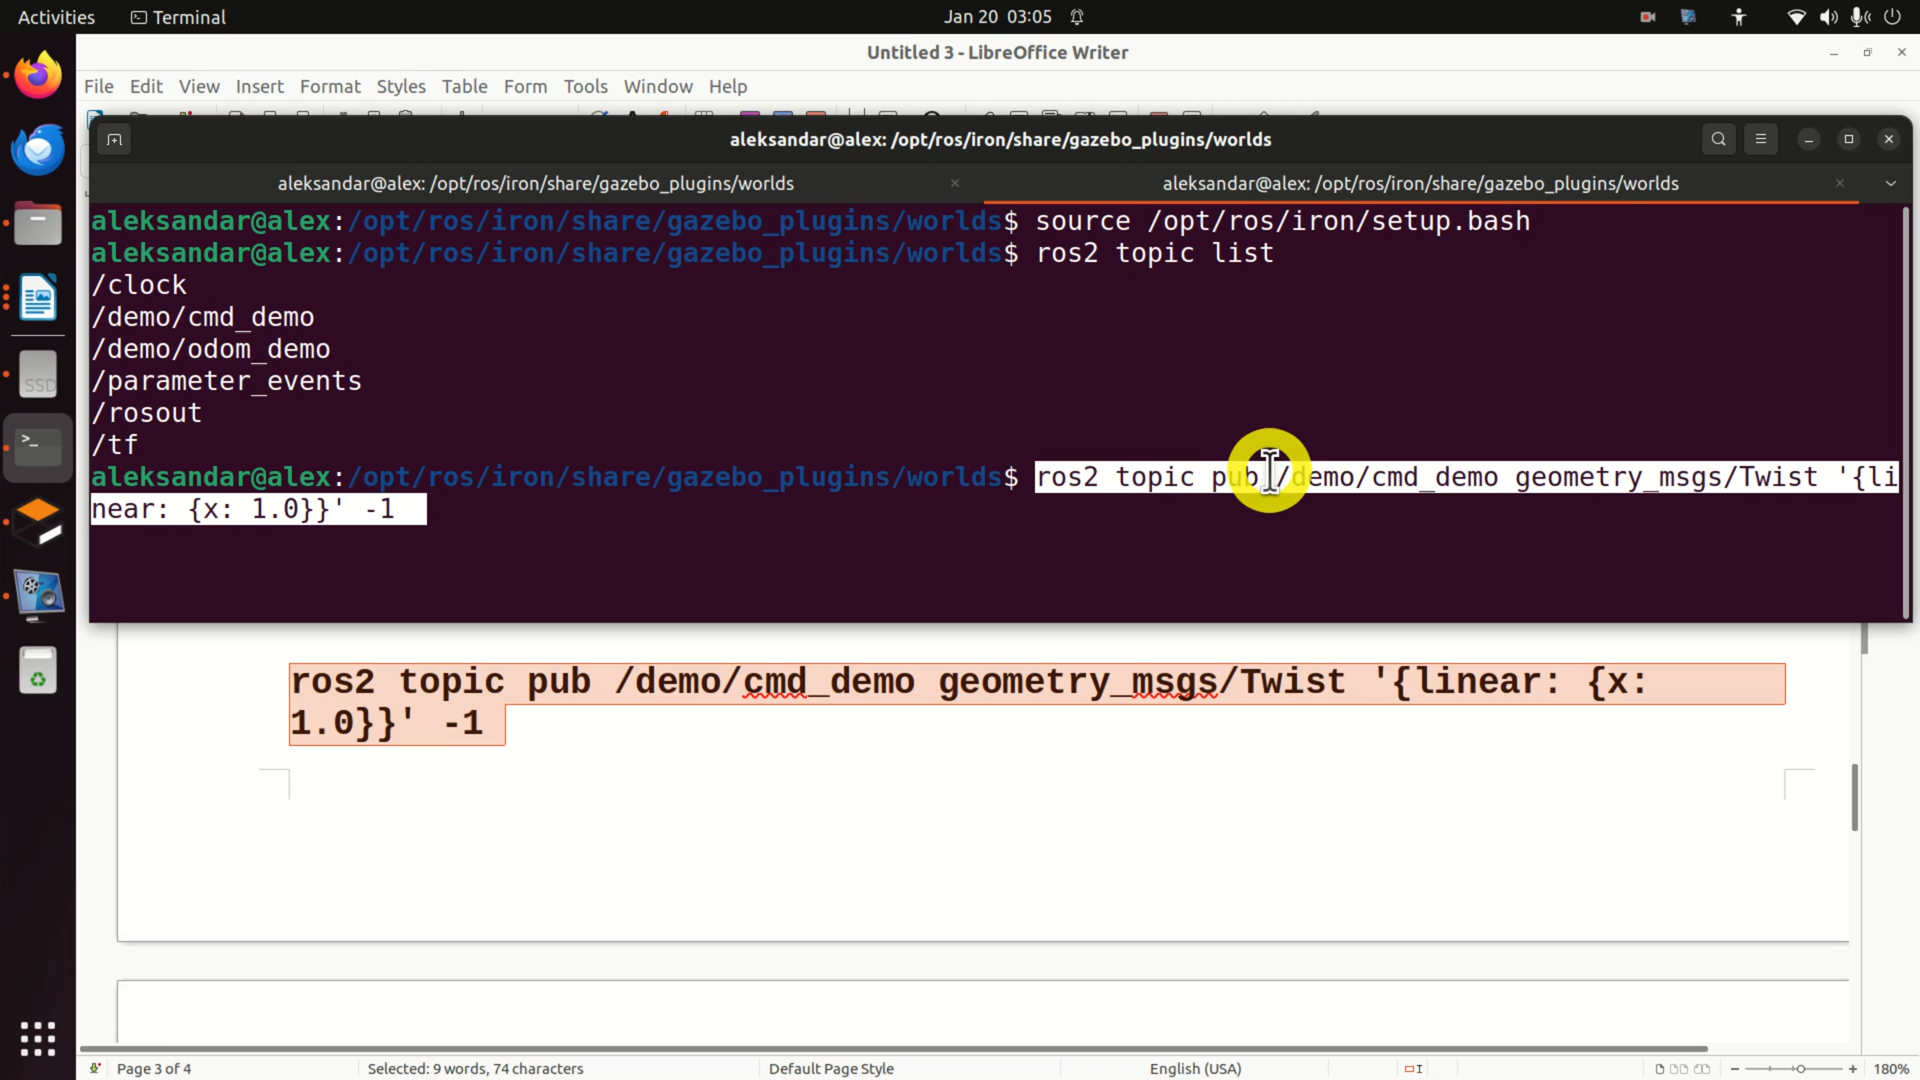 Activities
Terminal
Jan 20 03:05
Untitled 3 - LibreOffice Writer
File Edit View Insert Format Styles Table Form Tools Window Help
aleksandar@alex: /opt/ros/iron/share/gazebo_plugins/worlds
aleksandar@alex: /opt/ros/iron/share/gazebo_plugins/worlds
aleksandar@alex: /opt/ros/iron/share/gazebo_plugins/worlds
aleksandar@alex:/opt/ros/iron/share/gazebo_plugins/worlds$ source /opt/ros/iron/setup.bash
aleksandar@alex:/opt/ros/iron/share/gazebo_plugins/worlds$ ros2 topic list
/clock
/demo/cmd_demo
/demo/odom_demo
/parameter_events
/rosout
/tf
aleksandar@alex:/opt/ros/iron/share/gazebo_plugins/worlds$ ros2 topic pub /demo/cmd_demo geometry_msgs/Twist '{li
near: {x: 1.0}}' -1
SSD
ros2 topic pub /demo/cmd_demo geometry_msgs/Twist '{linear: {x:
1.0}}' -1
Page 3 of 4
Selected: 9 words, 74 characters
Default Page Style
English (USA)
180%